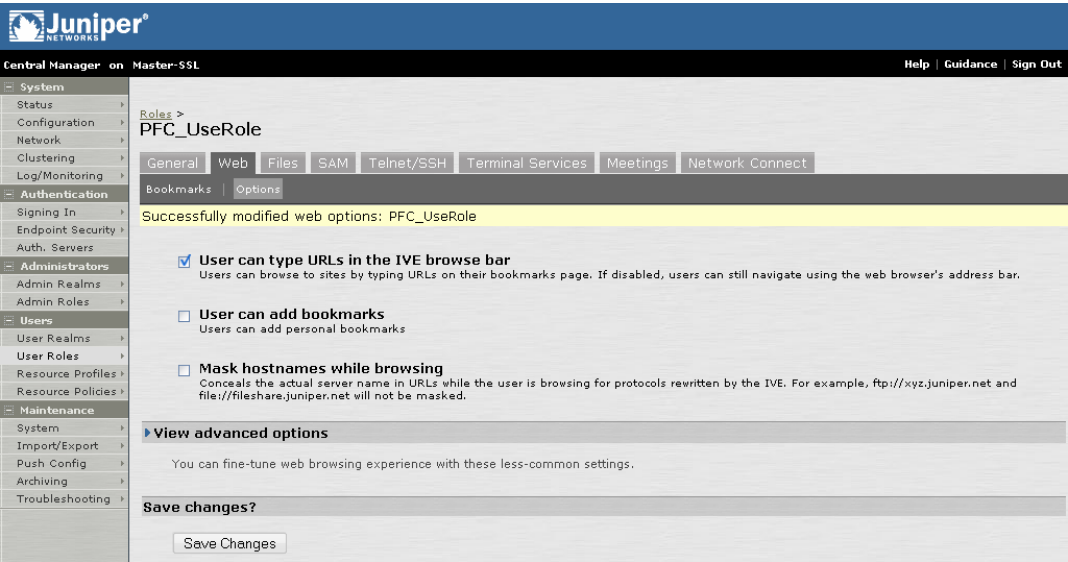 Juniper®
NETWORKS
Central Manager on Master-SSL
Help | Guidance | Sign Out
System
Status
Configuration
Network
Clustering
Log/Monitoring
Authentication
Signing In
Endpoint Security
Auth. Servers
Administrators
Admin Realms
Admin Roles
Users
User Realms
User Roles
Resource Profiles
Resource Policies
Maintenance
System
Import/Export
Push Config
Archiving
Troubleshooting
Roles >
PFC_UseRole
General Web Files SAM Telnet/SSH Terminal Services Meetings Network Connect
Bookmarks | Options
Successfully modified web options: PFC_UseRole
User can type URLs in the IVE browse bar
Users can browse to sites by typing URLs on their bookmarks page. If disabled, users can still navigate using the web browser's address bar.
User can add bookmarks
Users can add personal bookmarks
Mask hostnames while browsing
Conceals the actual server name in URLs while the user is browsing for protocols rewritten by the IVE. For example, ftp://xyz.juniper.net and
file://fileshare.juniper.net will not be masked.
View advanced options
You can fine-tune web browsing experience with these less-common settings.
Save changes?
Save Changes